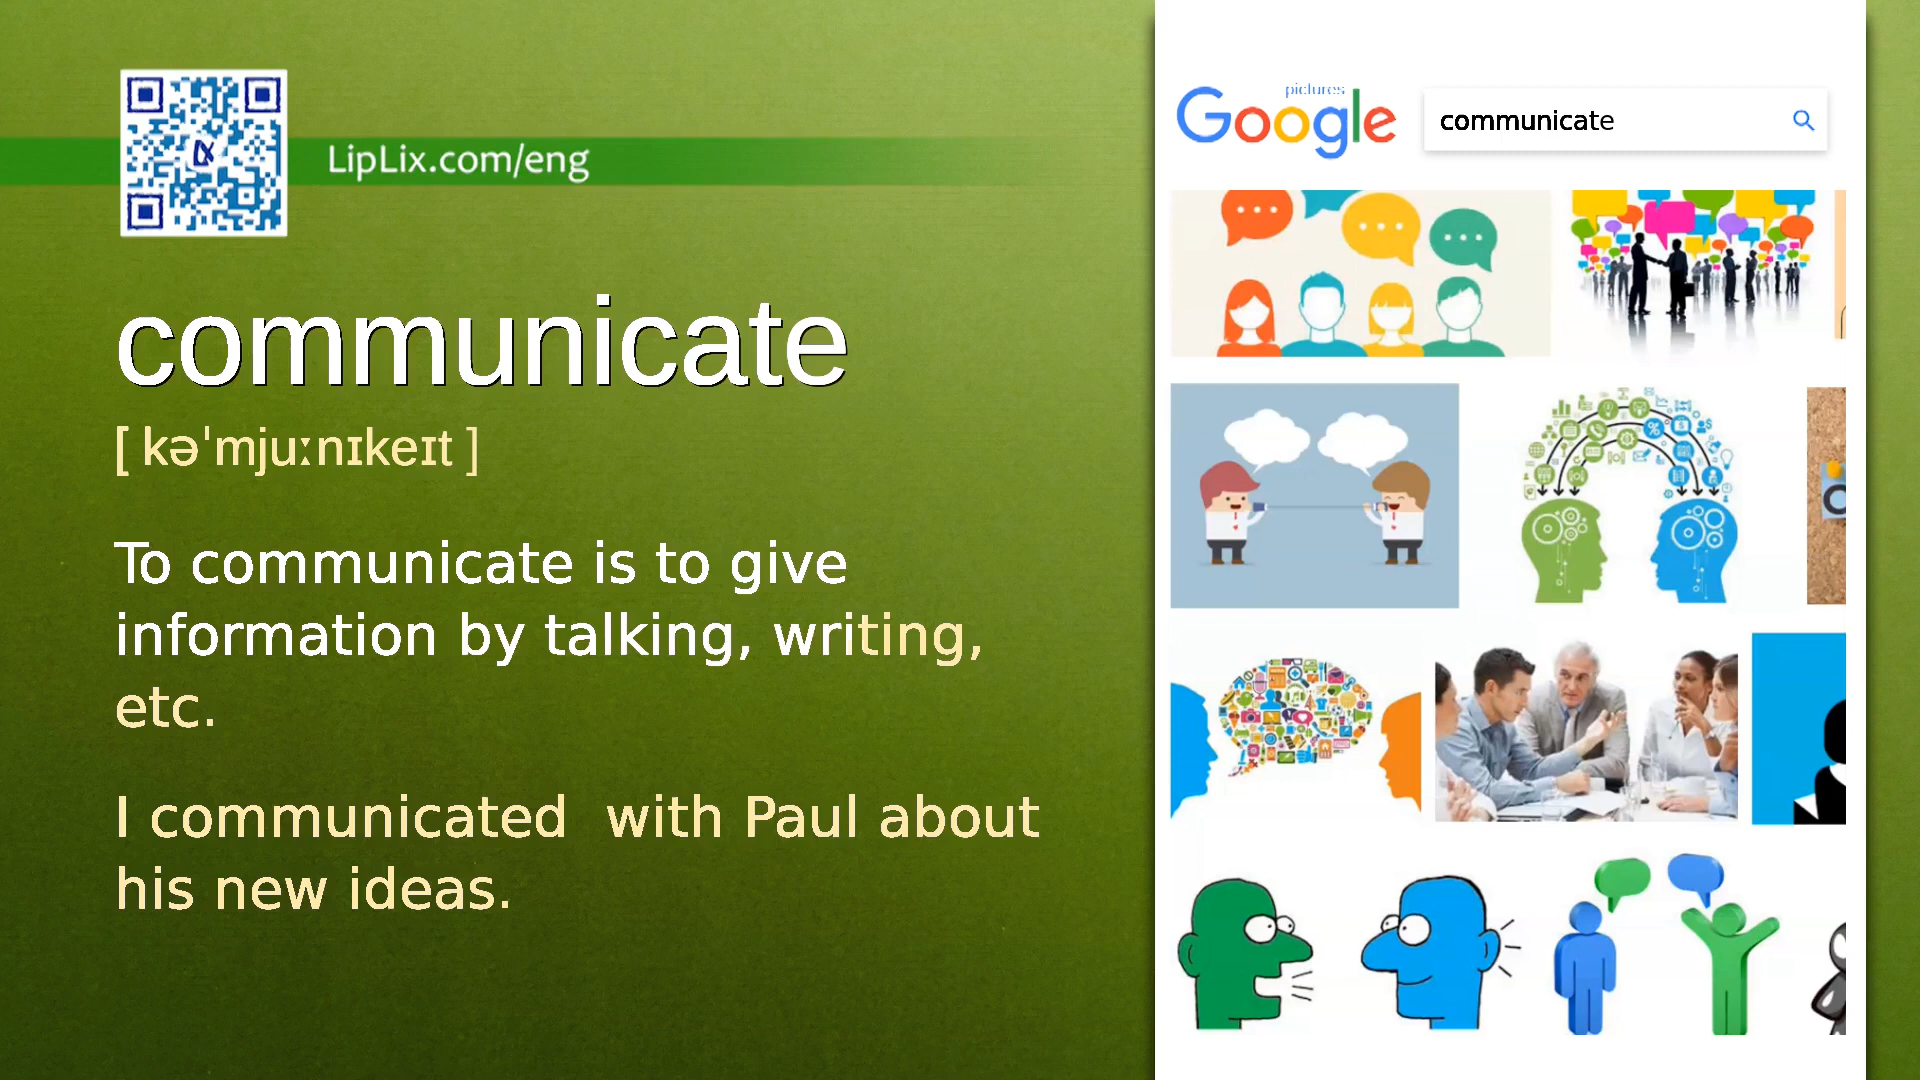 LipLix.com/eng
communicate
[ kəˈmjuːnɪkeɪt ]
To communicate is to give
information by talking, writing,
etc.
I communicated  with Paul about
his new ideas.
pictures
Google
communicate